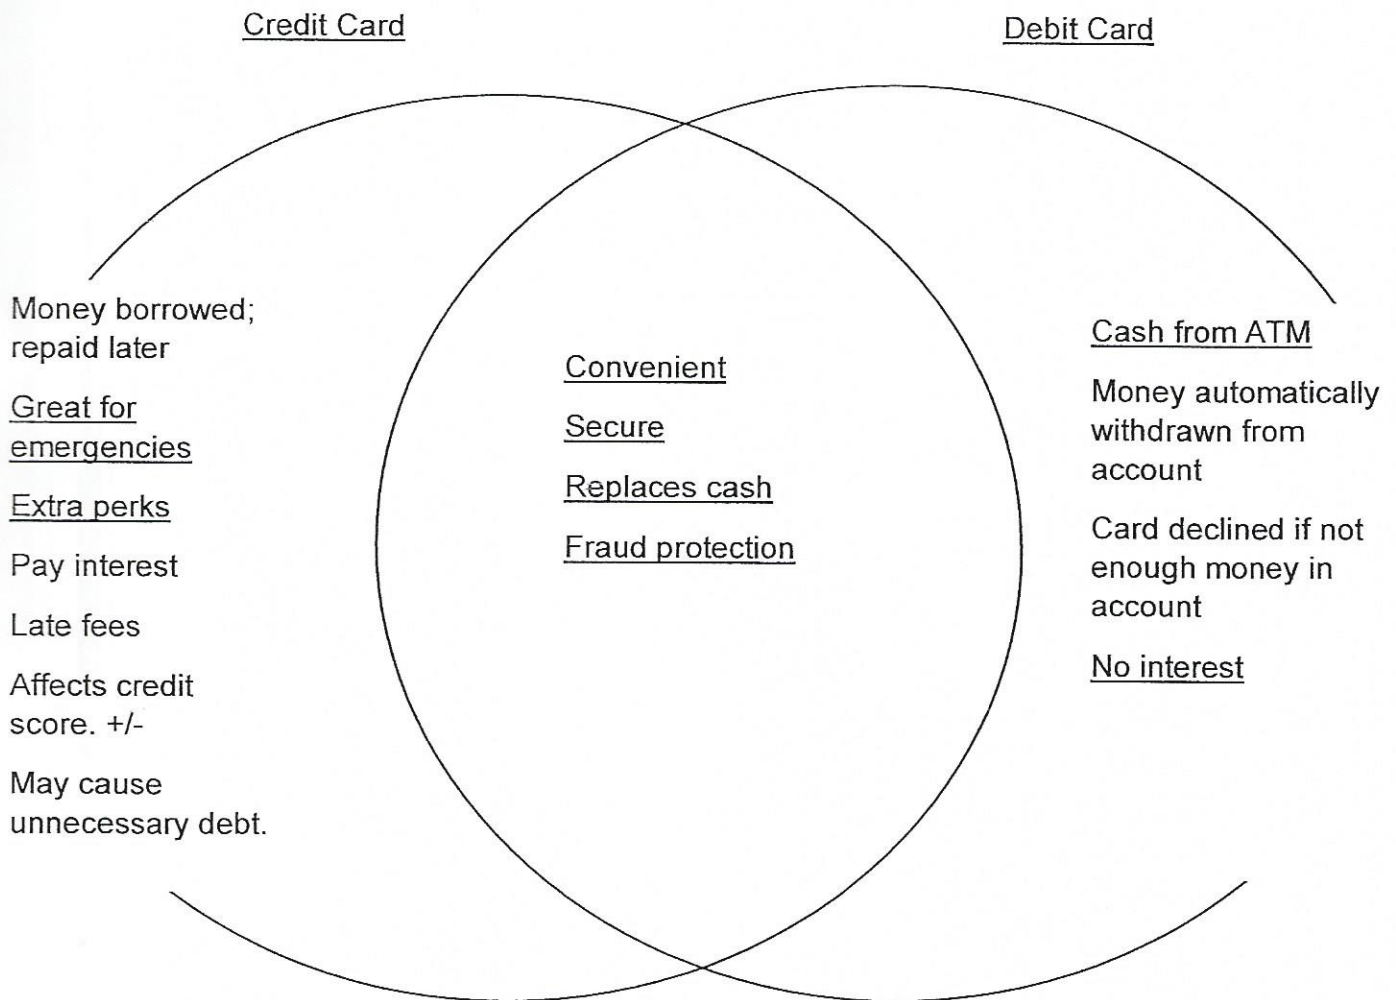 Credit Card
Debit Card
Money borrowed;
repaid later
Great for
emergencies
Extra perks
Pay interest
Late fees
Affects credit
score. +/-
May cause
unnecessary debt.
Convenient
Secure
Replaces cash
Fraud protection
Cash from ATM
Money automatically
withdrawn from
account
Card declined if not
enough money in
account
No interest